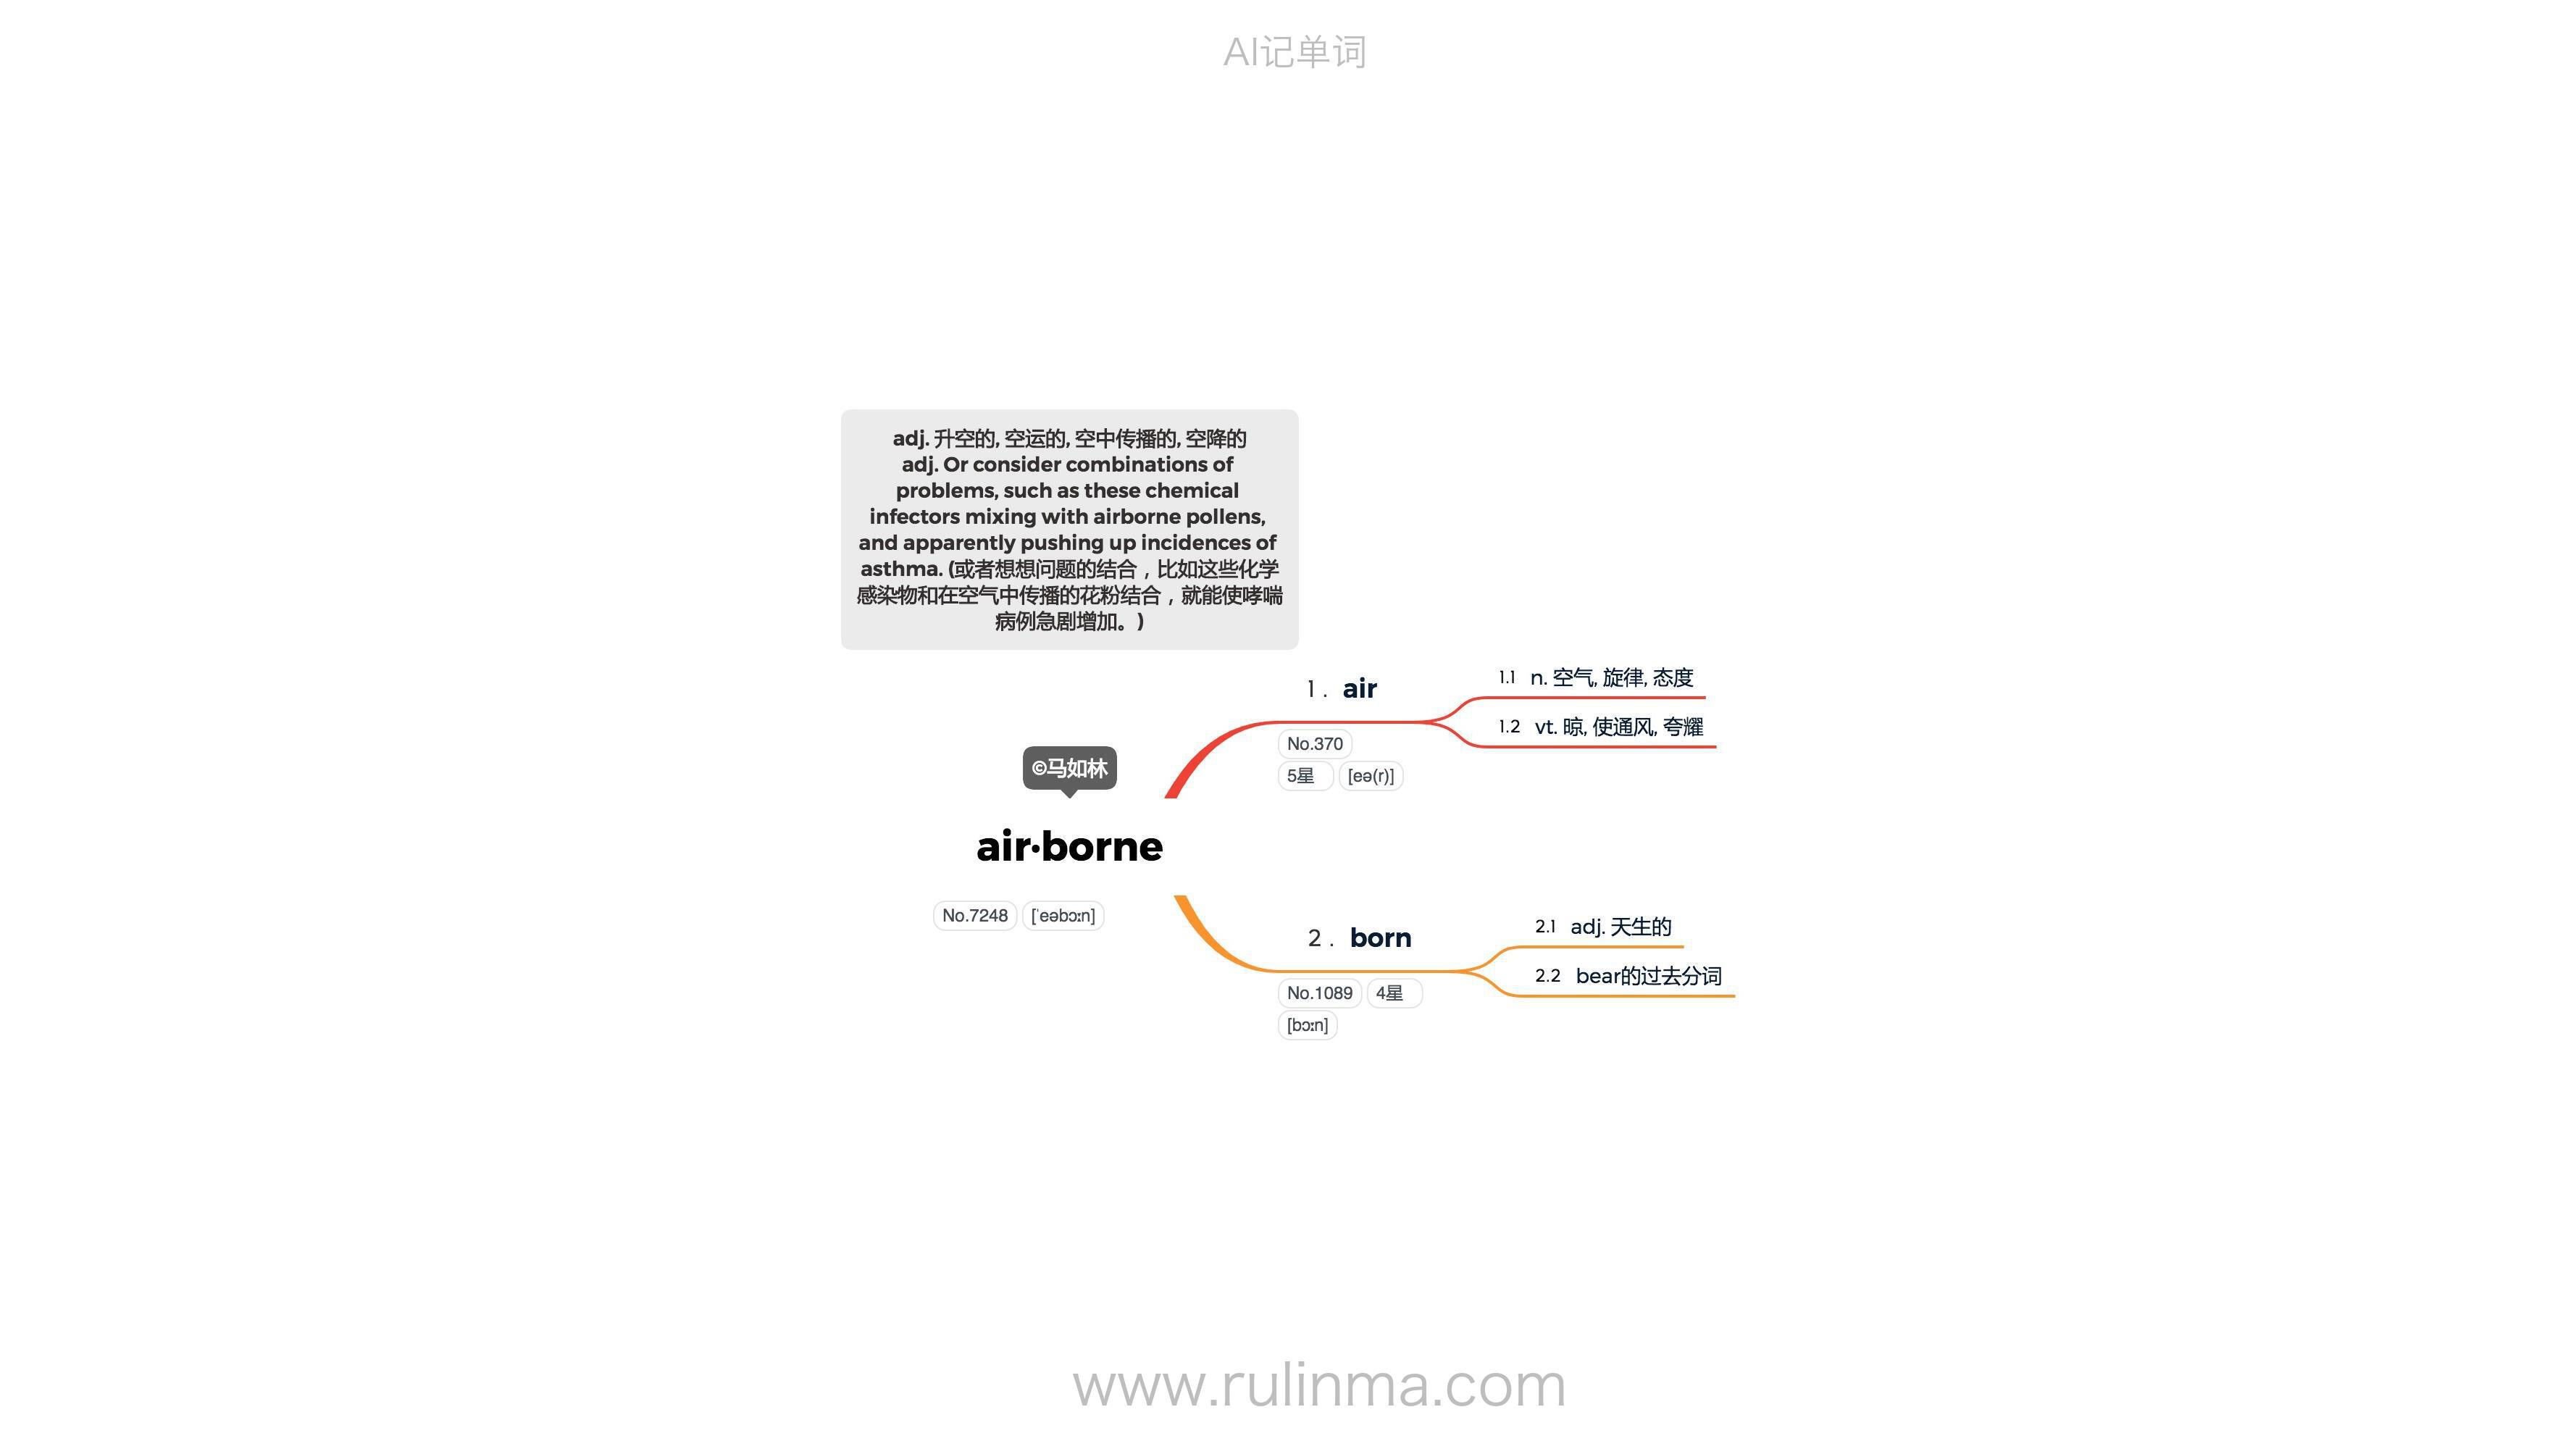 AI记单词
adj. 升空的, 空运的, 空中传播的, 空降的
adj. Or consider combinations of
problems, such as these chemical
infectors mixing with airborne pollens,
and apparently pushing up incidences of
asthma. (或者想想问题的结合，比如这些化学
感染物和在空气中传播的花粉结合，就能使哮喘
病例急剧增加。)
©马如林
air·borne
No.7248 [ˈeəbɔːn]
1. air
No.370
5星 [eə(r)]
1.1 n. 空气, 旋律, 态度
1.2 vt. 晾, 使通风, 夸耀
2. born
No.1089 4星
[bɔːn]
2.1 adj. 天生的
2.2 bear的过去分词
www.rulinma.com